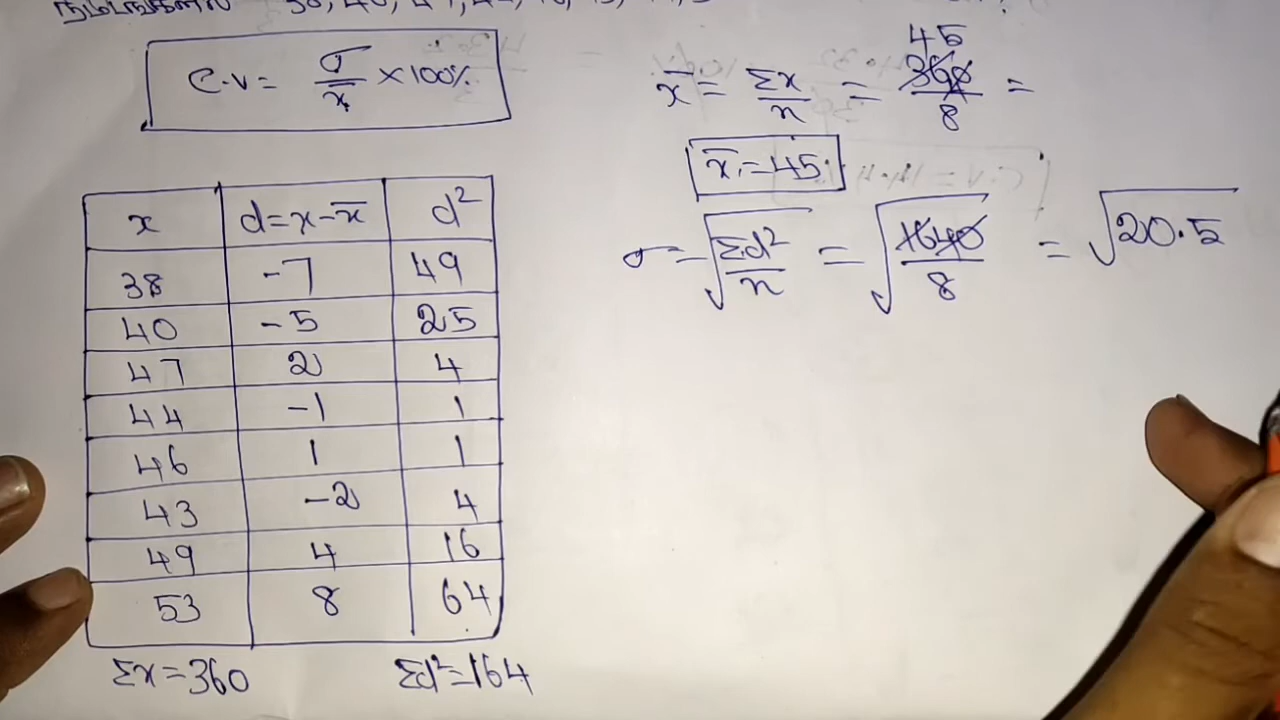 C.V = σ/x̄ × 100%
x̄ = Σx/n = 360/8 =
45
x̄ = 45
σ = √(Σd²/n) = √(1640/8) = √20.5
x d = x - x̄ d²
38 -7 49
40 -5 25
47 2 4
44 -1 1
46 1 1
43 -2 4
49 4 16
53 8 64
Σx = 360 Σd² = 164